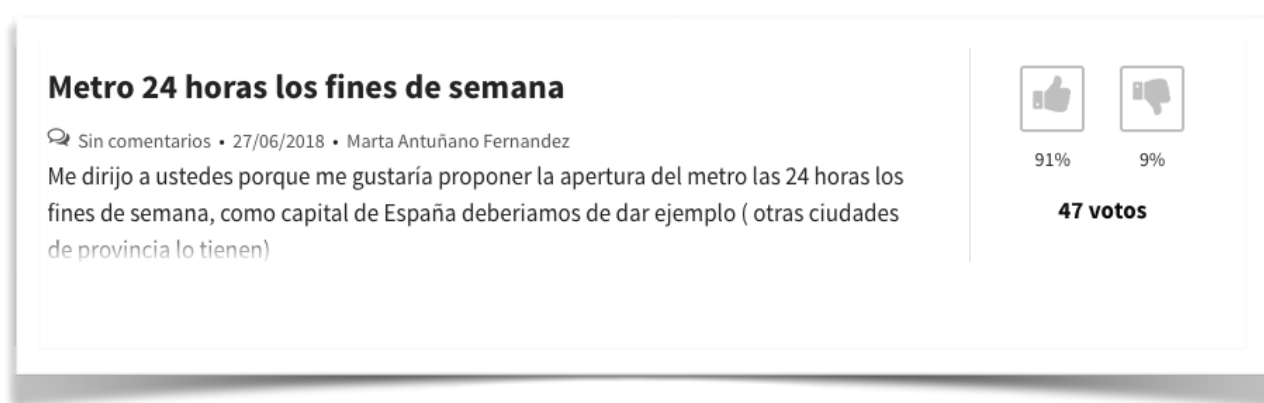 Metro 24 horas los fines de semana
Sin comentarios • 27/06/2018 • Marta Antuñano Fernandez
Me dirijo a ustedes porque me gustaría proponer la apertura del metro las 24 horas los
fines de semana, como capital de España deberiamos de dar ejemplo ( otras ciudades
de provincia lo tienen)
91% 9%
47 votos